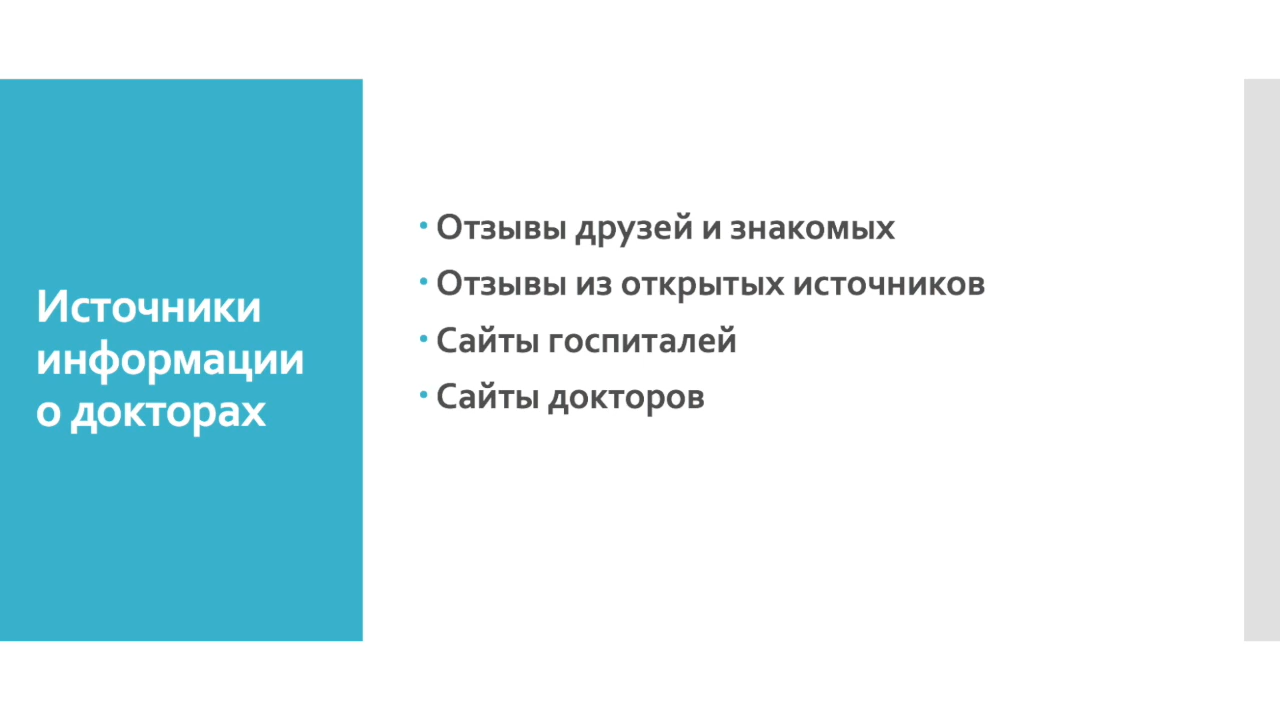 Источники
информации
о докторах
• Отзывы друзей и знакомых
• Отзывы из открытых источников
• Сайты госпиталей
• Сайты докторов